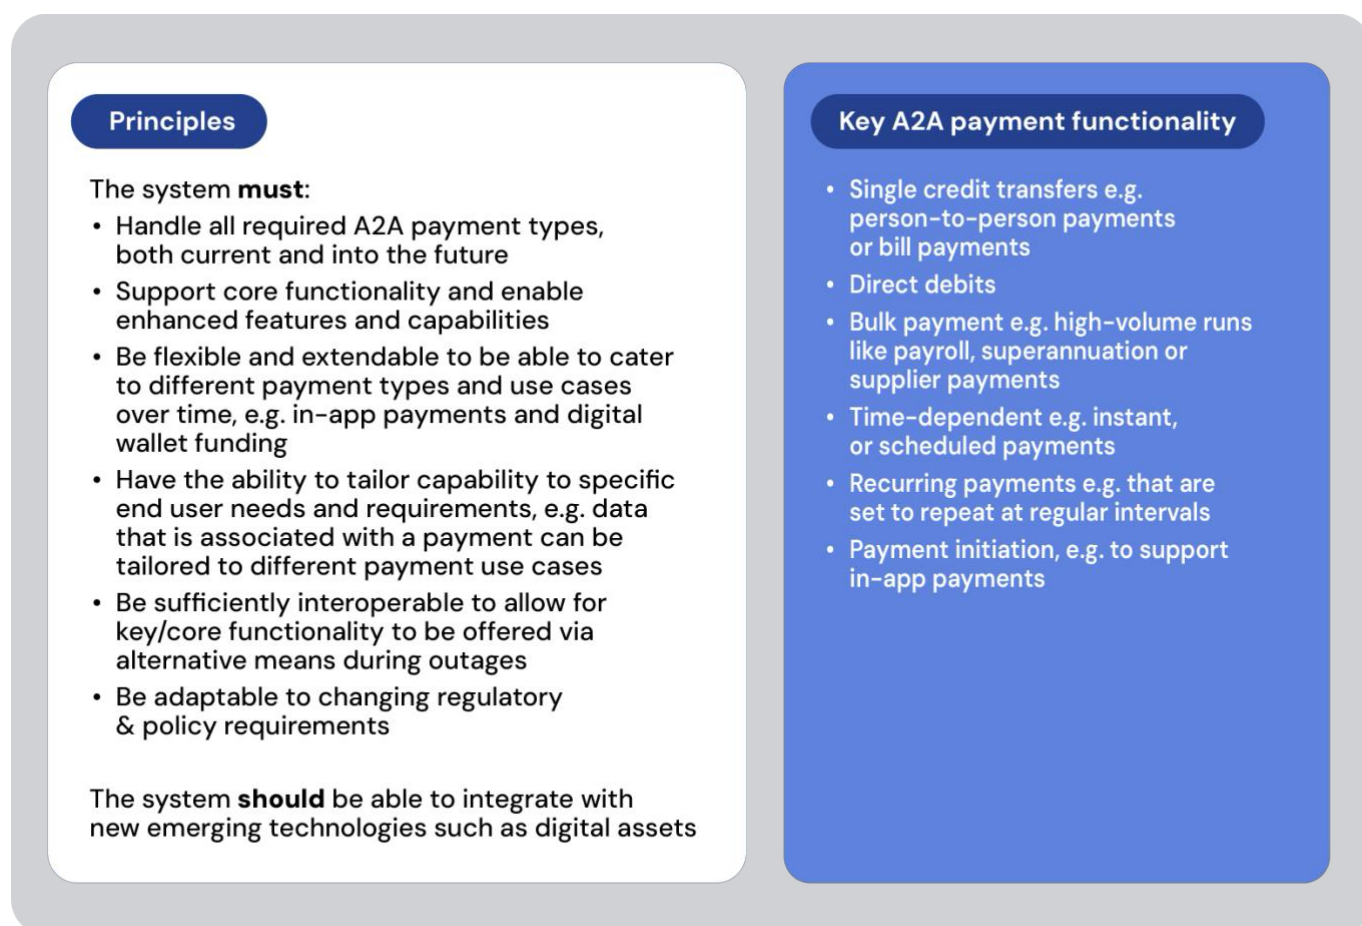 Principles
The system must:
• Handle all required A2A payment types,
both current and into the future
• Support core functionality and enable
enhanced features and capabilities
• Be flexible and extendable to be able to cater
to different payment types and use cases
over time, e.g. in-app payments and digital
wallet funding
• Have the ability to tailor capability to specific
end user needs and requirements, e.g. data
that is associated with a payment can be
tailored to different payment use cases
• Be sufficiently interoperable to allow for
key/core functionality to be offered via
alternative means during outages
• Be adaptable to changing regulatory
& policy requirements
The system should be able to integrate with
new emerging technologies such as digital assets
Key A2A payment functionality
• Single credit transfers e.g.
person-to-person payments
or bill payments
• Direct debits
• Bulk payment e.g. high-volume runs
like payroll, superannuation or
supplier payments
• Time-dependent e.g. instant,
or scheduled payments
• Recurring payments e.g. that are
set to repeat at regular intervals
• Payment initiation, e.g. to support
in-app payments